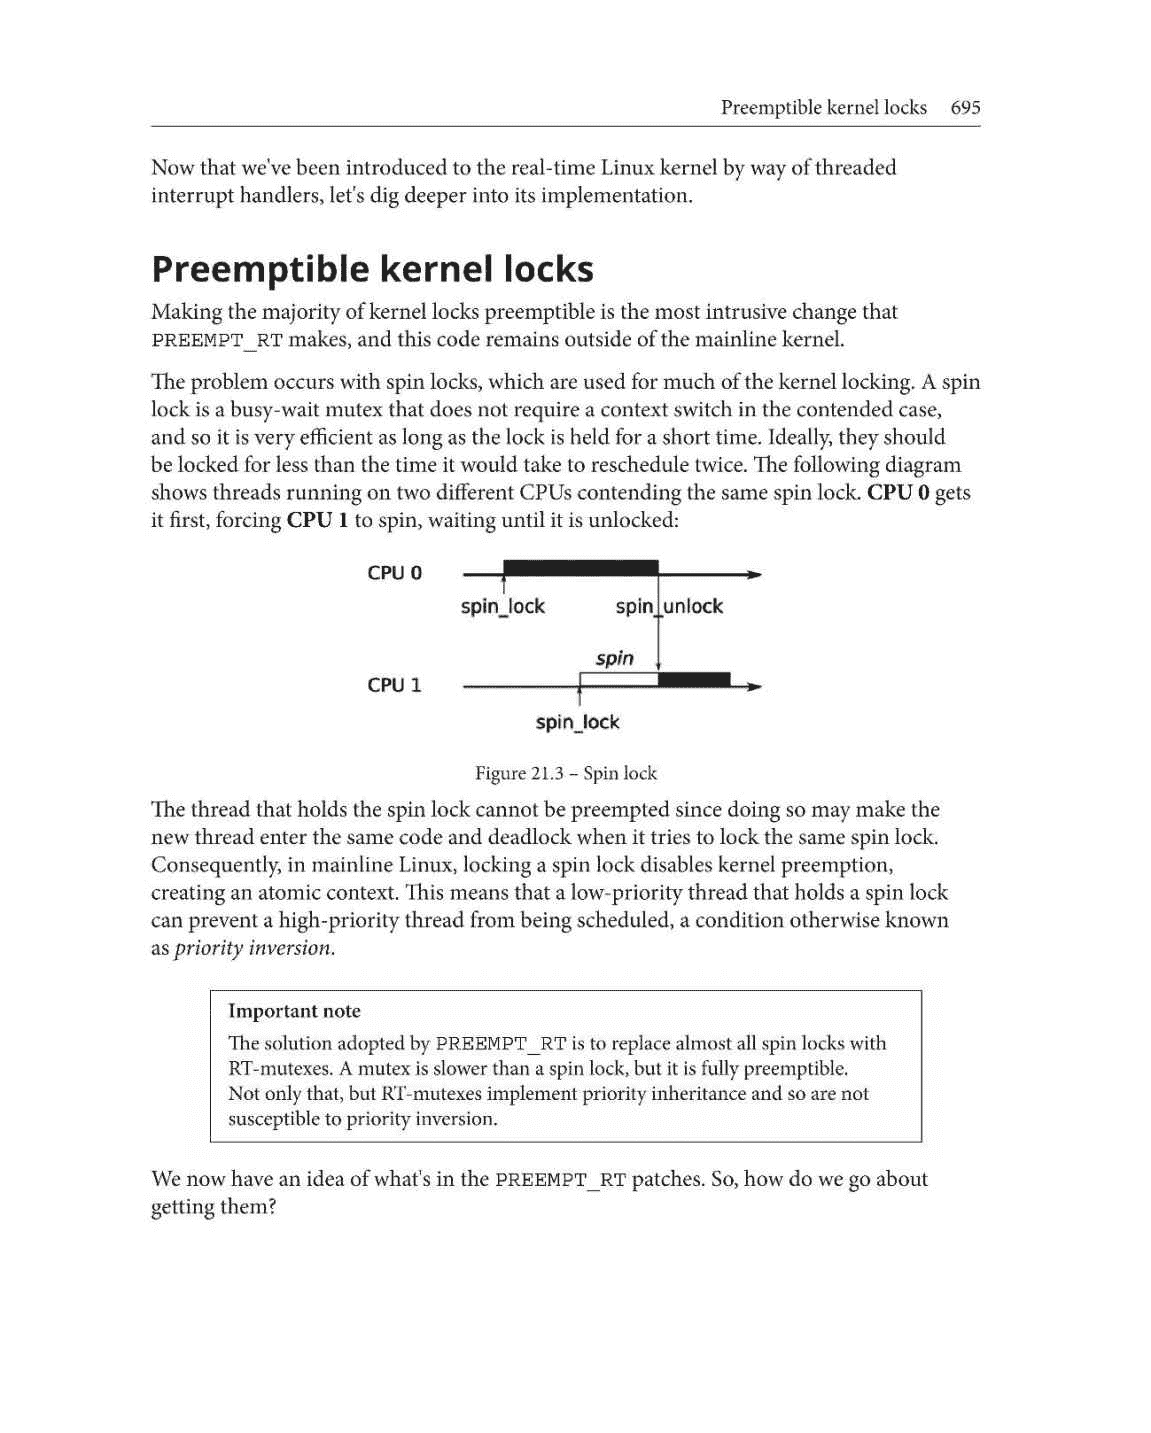 Preemptible kernel locks 695
Now that we've been introduced to the real-time Linux kernel by way of threaded
interrupt handlers, let's dig deeper into its implementation.
Preemptible kernel locks
Making the majority of kernel locks preemptible is the most intrusive change that
PREEMPT_RT makes, and this code remains outside of the mainline kernel.
The problem occurs with spin locks, which are used for much of the kernel locking. A spin
lock is a busy-wait mutex that does not require a context switch in the contended case,
and so it is very efficient as long as the lock is held for a short time. Ideally, they should
be locked for less than the time it would take to reschedule twice. The following diagram
shows threads running on two different CPUs contending the same spin lock. CPU 0 gets
it first, forcing CPU 1 to spin, waiting until it is unlocked:
CPU 0
spin_lock spin_unlock
spin
CPU 1
spin_lock
Figure 21.3 – Spin lock
The thread that holds the spin lock cannot be preempted since doing so may make the
new thread enter the same code and deadlock when it tries to lock the same spin lock.
Consequently, in mainline Linux, locking a spin lock disables kernel preemption,
creating an atomic context. This means that a low-priority thread that holds a spin lock
can prevent a high-priority thread from being scheduled, a condition otherwise known
as priority inversion.
Important note
The solution adopted by PREEMPT_RT is to replace almost all spin locks with
RT-mutexes. A mutex is slower than a spin lock, but it is fully preemptible.
Not only that, but RT-mutexes implement priority inheritance and so are not
susceptible to priority inversion.
We now have an idea of what's in the PREEMPT_RT patches. So, how do we go about
getting them?